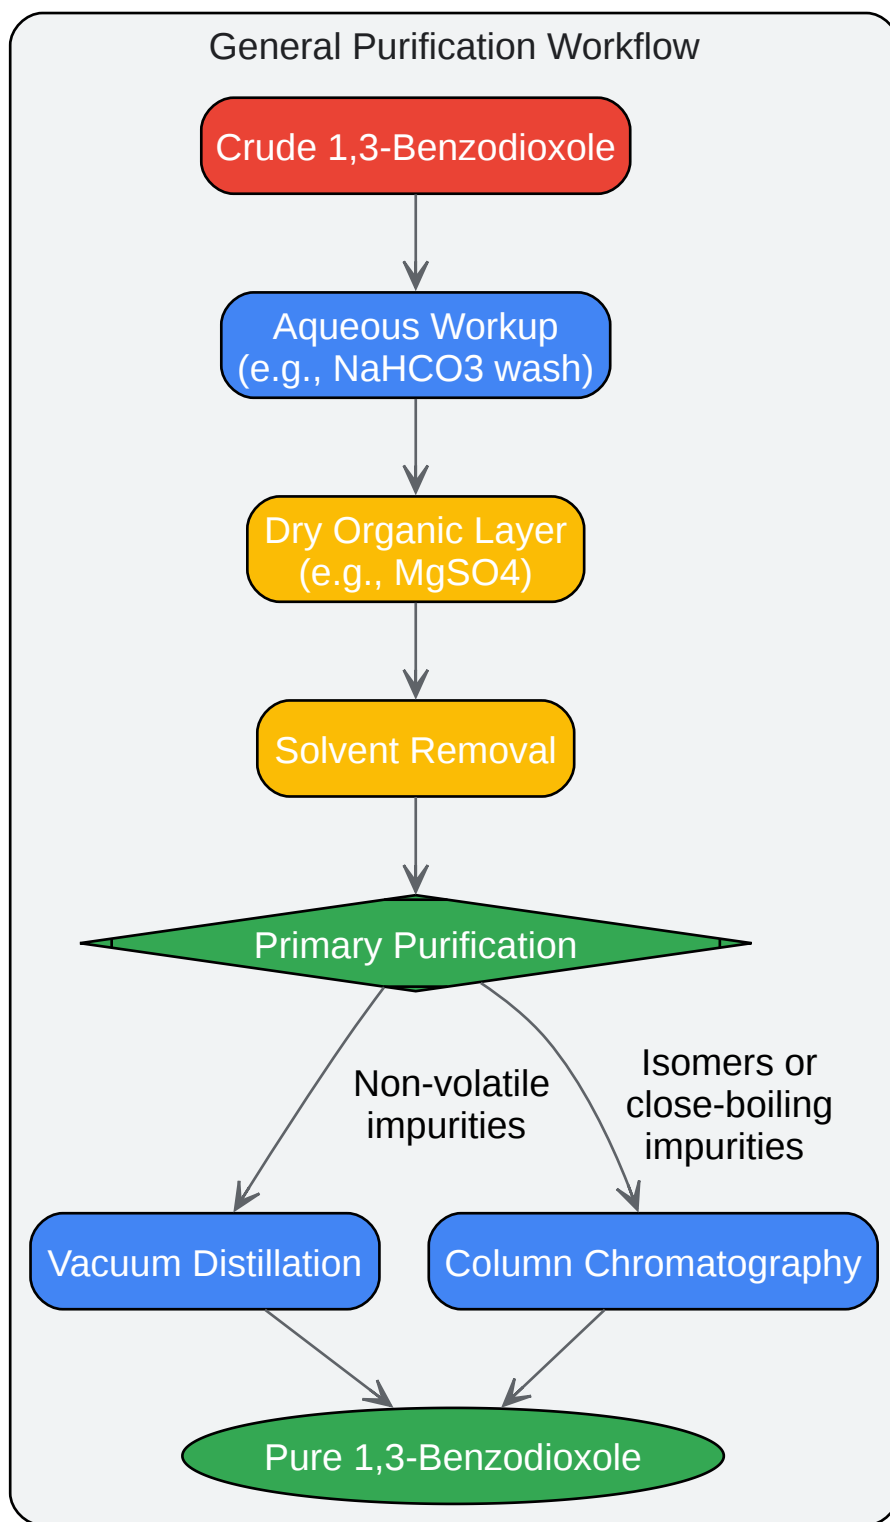 General Purification Workflow
Crude 1,3-Benzodioxole
Aqueous Workup
(e.g., NaHCO3 wash)
Dry Organic Layer
(e.g., MgSO4)
Solvent Removal
Primary Purification
Non-volatile
impurities
Isomers or
close-boiling
impurities
Vacuum Distillation
Column Chromatography
Pure 1,3-Benzodioxole